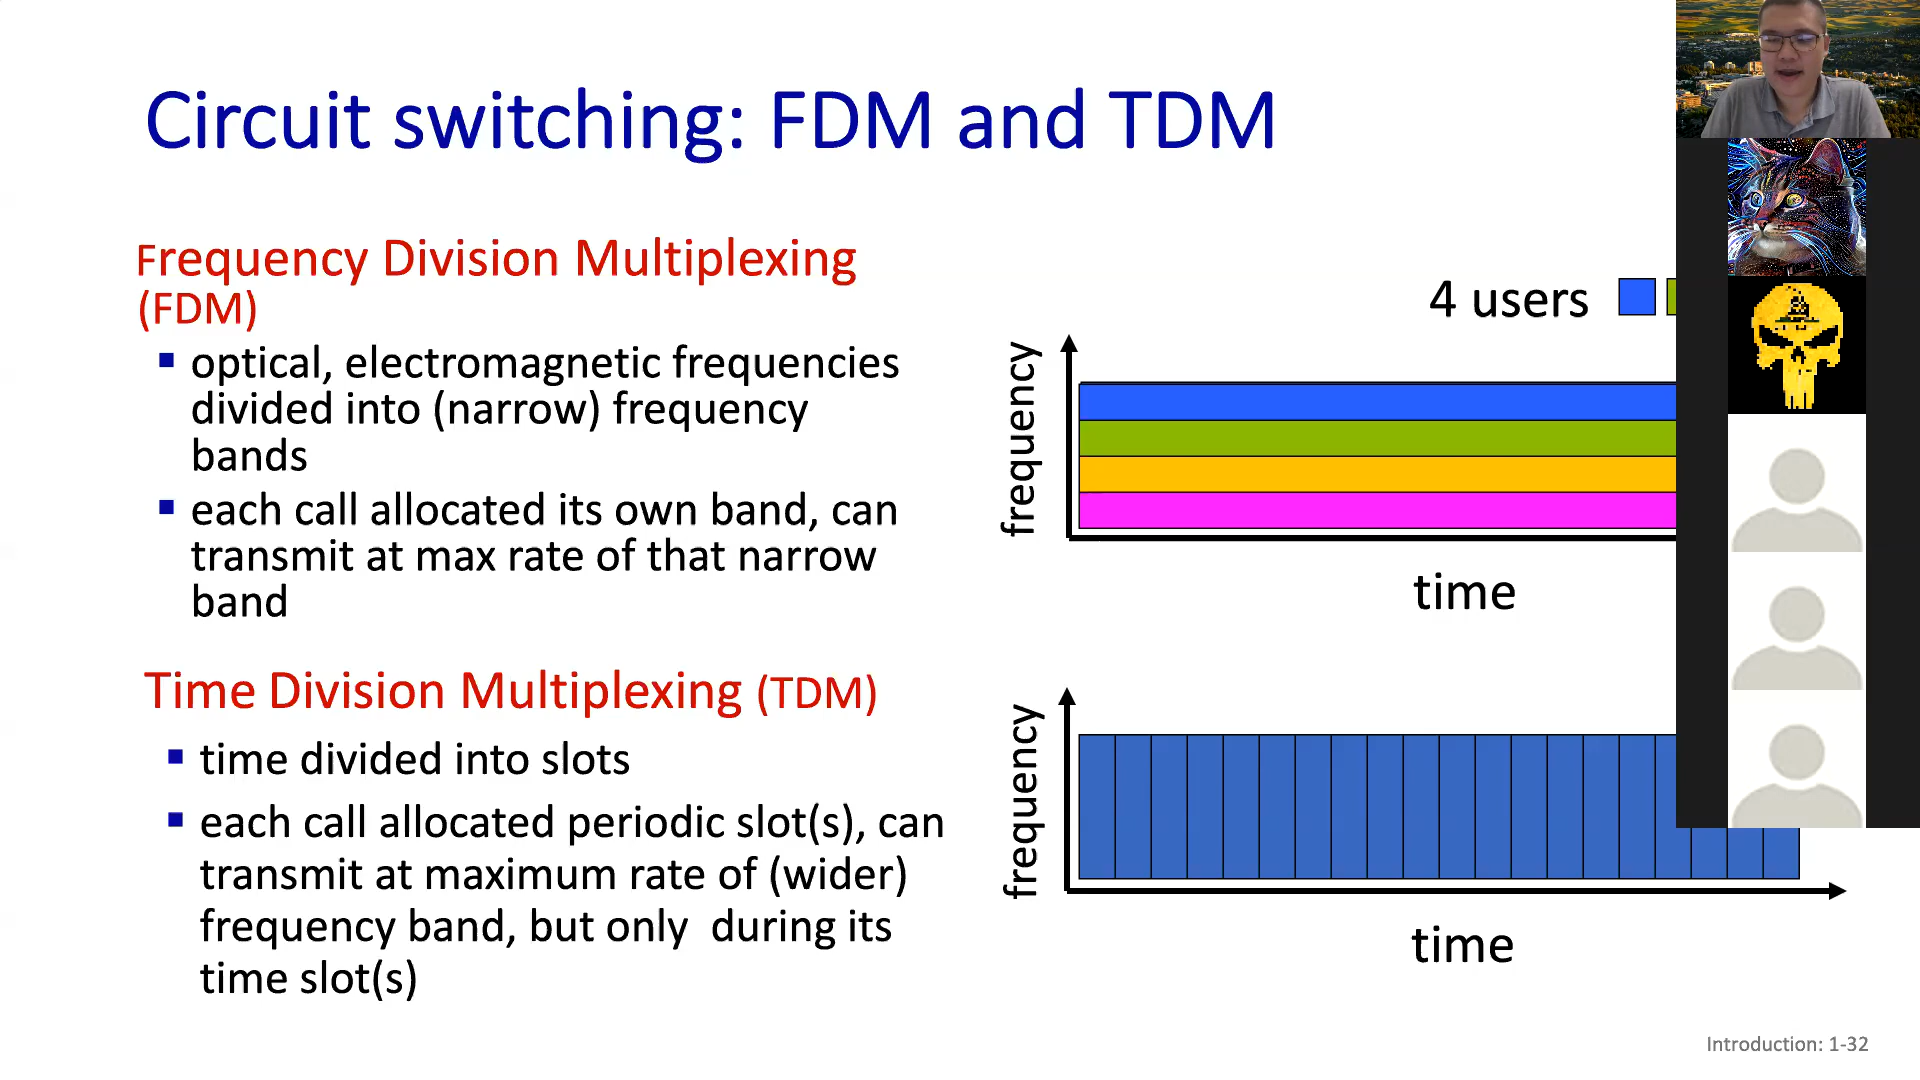 Circuit switching: FDM and TDM
Frequency Division Multiplexing
(FDM)
optical, electromagnetic frequencies
divided into (narrow) frequency
bands
each call allocated its own band, can
transmit at max rate of that narrow
band
4 users
frequency
time
Time Division Multiplexing (TDM)
time divided into slots
each call allocated periodic slot(s), can
transmit at maximum rate of (wider)
frequency band, but only during its
time slot(s)
frequency
time
Introduction: 1-32